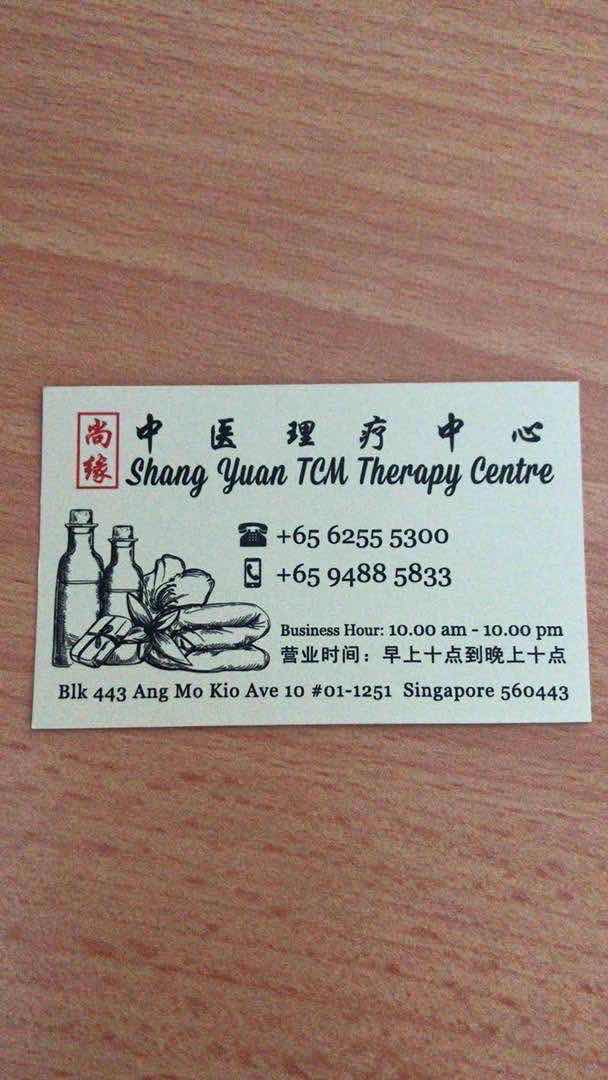 尚缘
中医理疗中心
Shang Yuan TCM Therapy Centre
+65 6255 5300
+65 9488 5833
Business Hour: 10.00 am - 10.00 pm
营业时间：早上十点到晚上十点
Blk 443 Ang Mo Kio Ave 10 #01-1251 Singapore 560443